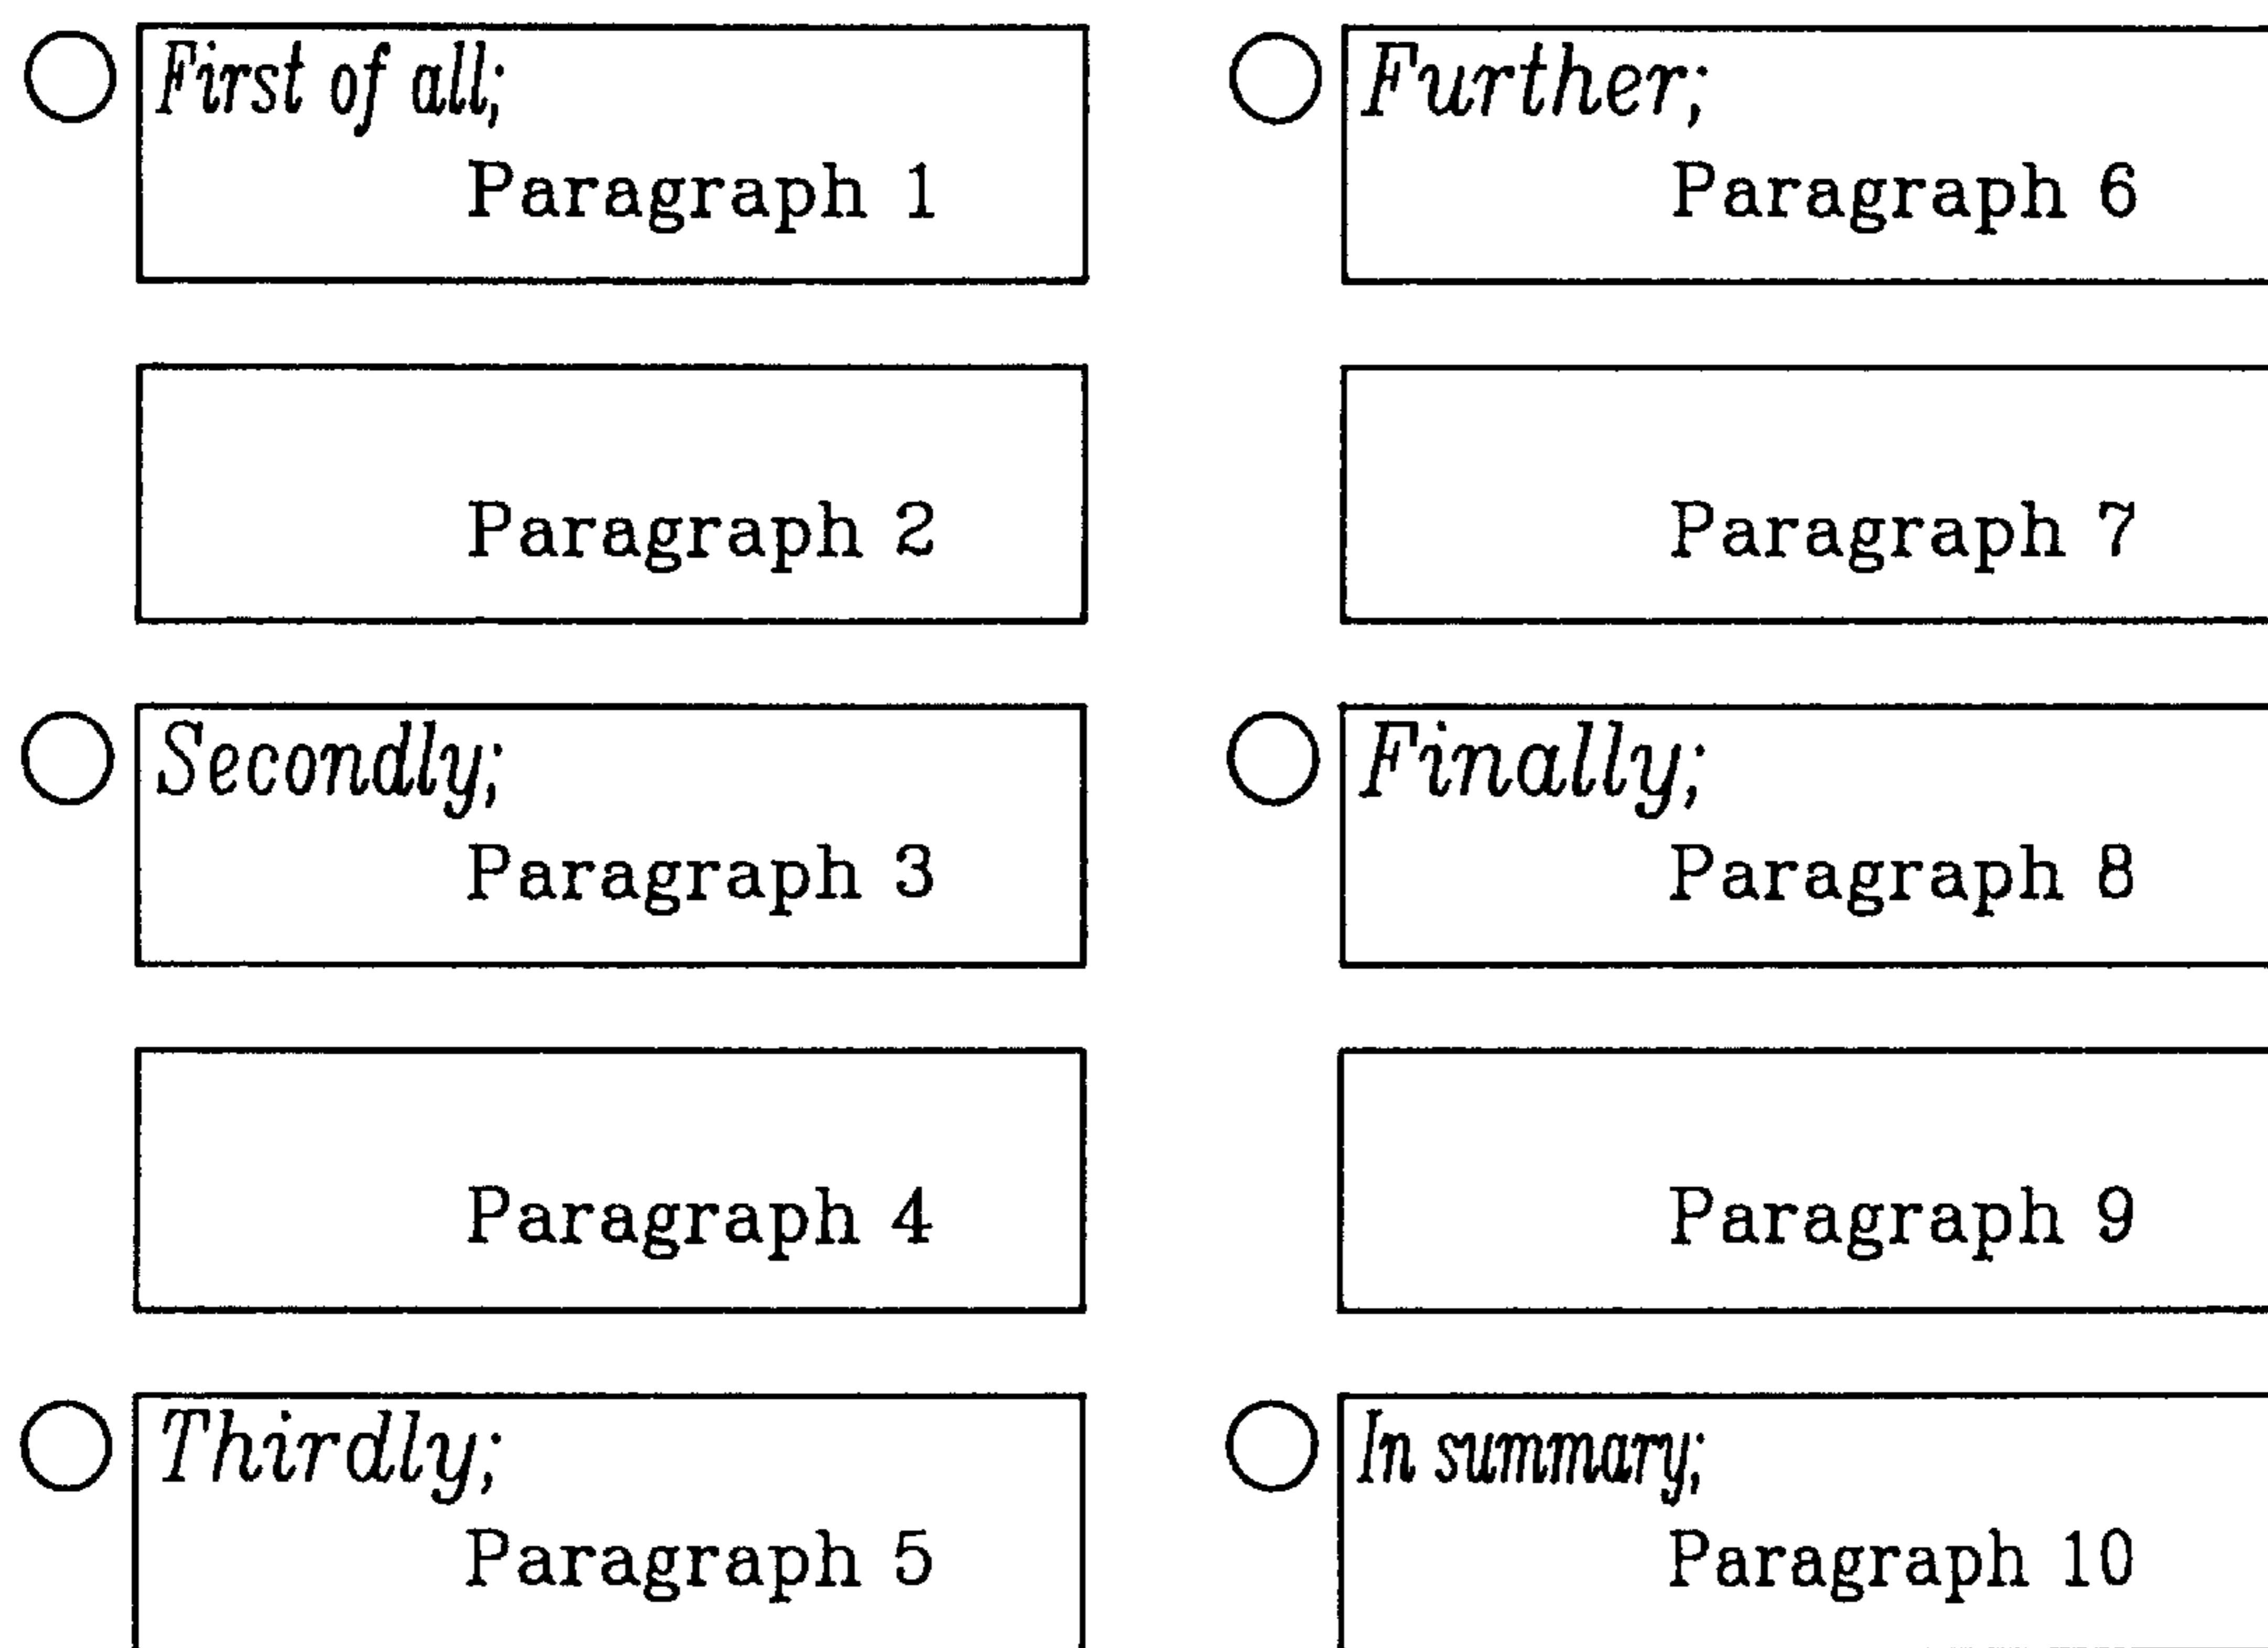 First of all;
Paragraph 1
Paragraph 2
Secondly;
Paragraph 3
Paragraph 4
Thirdly;
Paragraph 5
Further;
Paragraph 6
Paragraph 7
Finally;
Paragraph 8
Paragraph 9
In summary;
Paragraph 10